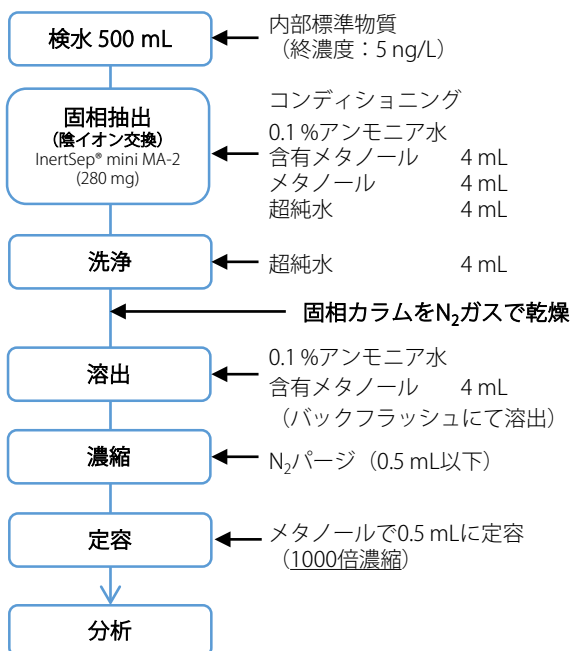 検水 500 mL
内部標準物質
（終濃度：5 ng/L）
固相抽出
（陰イオン交換）
InertSep® mini MA-2
(280 mg)
コンディショニング
0.1 %アンモニア水
含有メタノール 4 mL
メタノール 4 mL
超純水 4 mL
洗浄
超純水 4 mL
固相カラムをN₂ガスで乾燥
溶出
0.1 %アンモニア水
含有メタノール 4 mL
（バックフラッシュにて溶出）
濃縮
N₂パージ（0.5 mL以下）
定容
メタノールで0.5 mLに定容
（1000倍濃縮）
分析